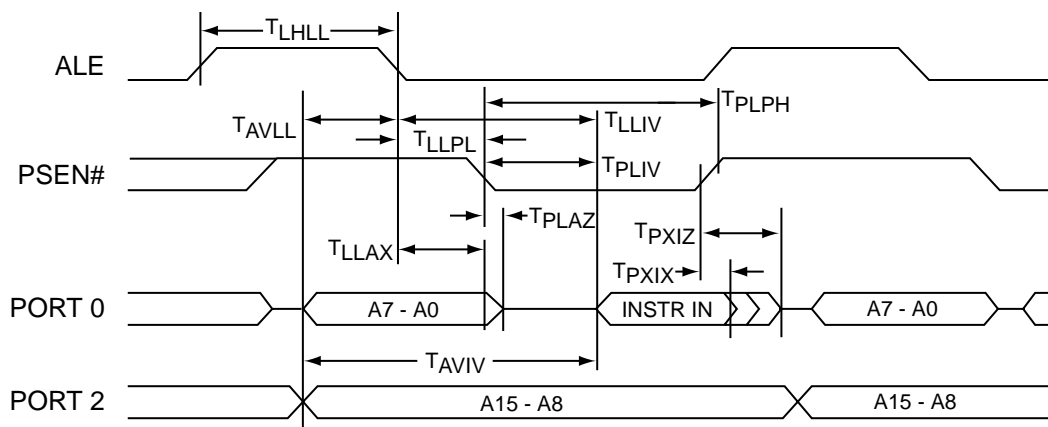 TLHLL
ALE
TPLPH
TAVLL
TLLIV
TLLPL
TPLIV
PSEN#
TPLAZ
TLLAX
TPXIZ
TPXIX
PORT 0
A7 - A0
INSTR IN
A7 - A0
TAVIV
PORT 2
A15 - A8
A15 - A8